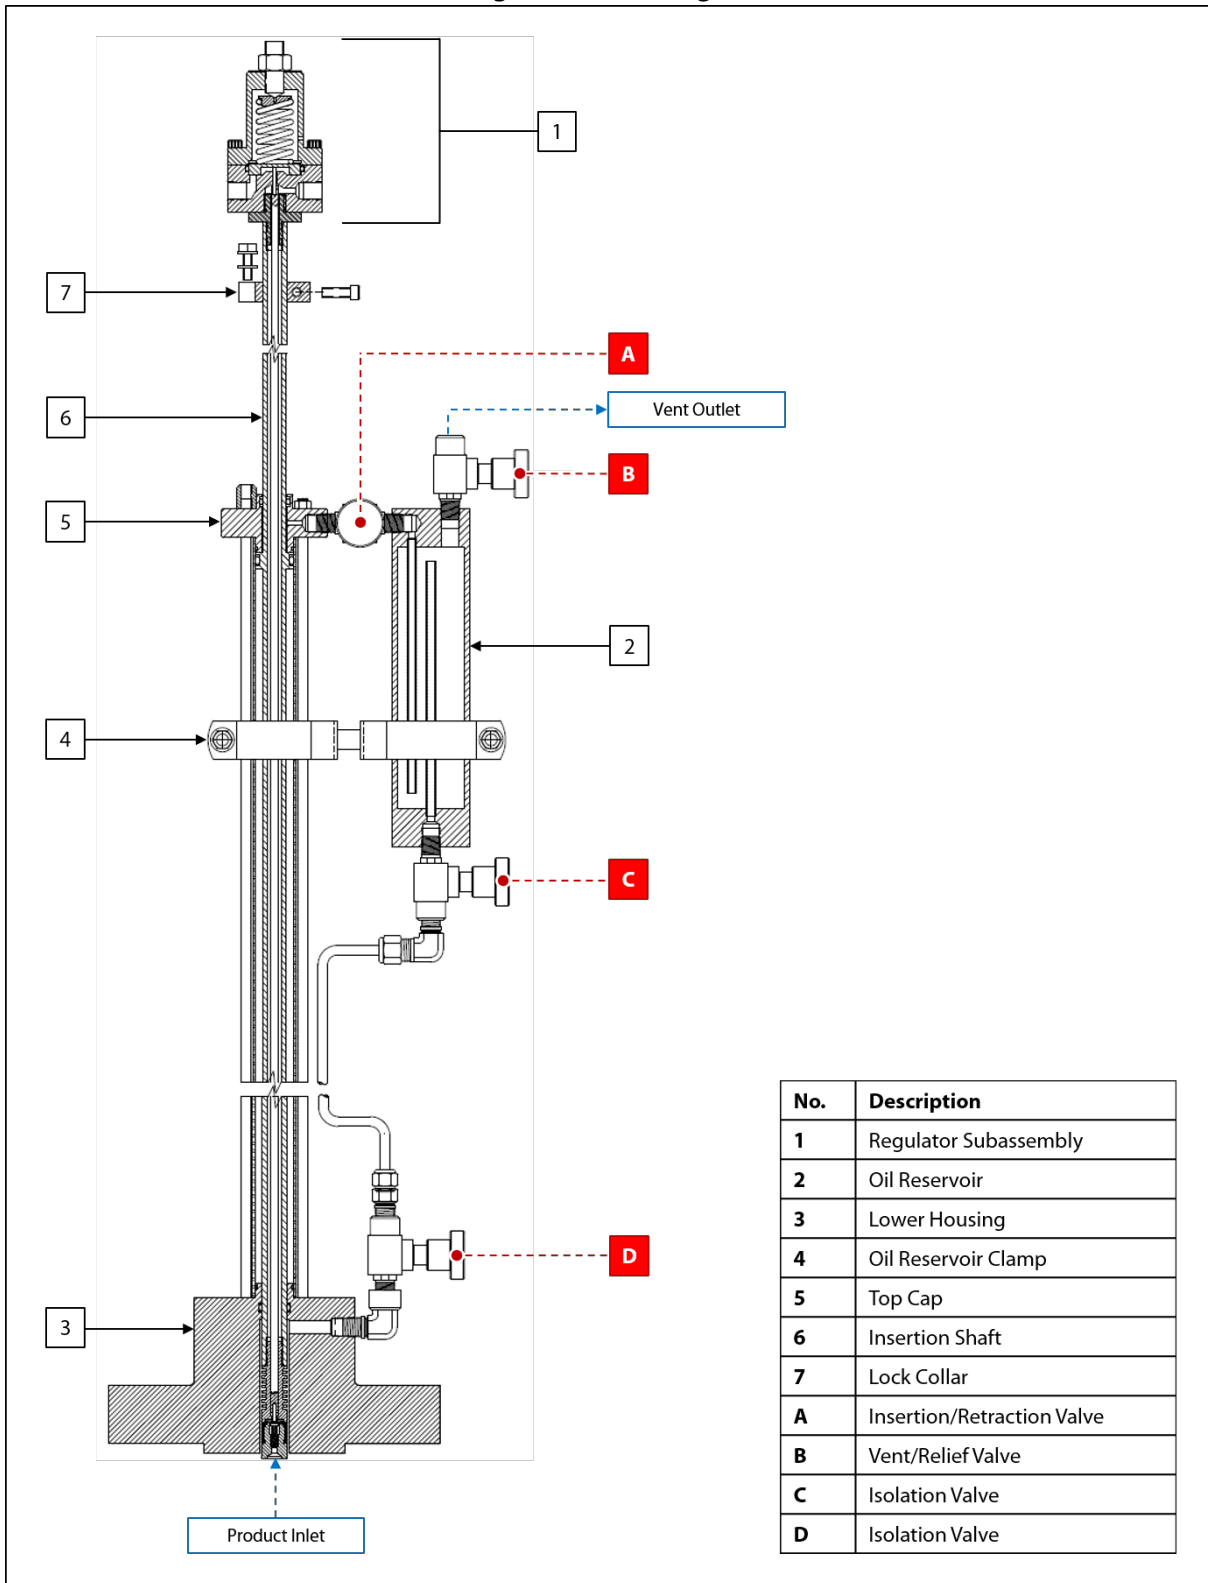 1
7
A
Vent Outlet
6
B
5
2
4
C
D
3
Product Inlet
No. Description
1 Regulator Subassembly
2 Oil Reservoir
3 Lower Housing
4 Oil Reservoir Clamp
5 Top Cap
6 Insertion Shaft
7 Lock Collar
A Insertion/Retraction Valve
B Vent/Relief Valve
C Isolation Valve
D Isolation Valve